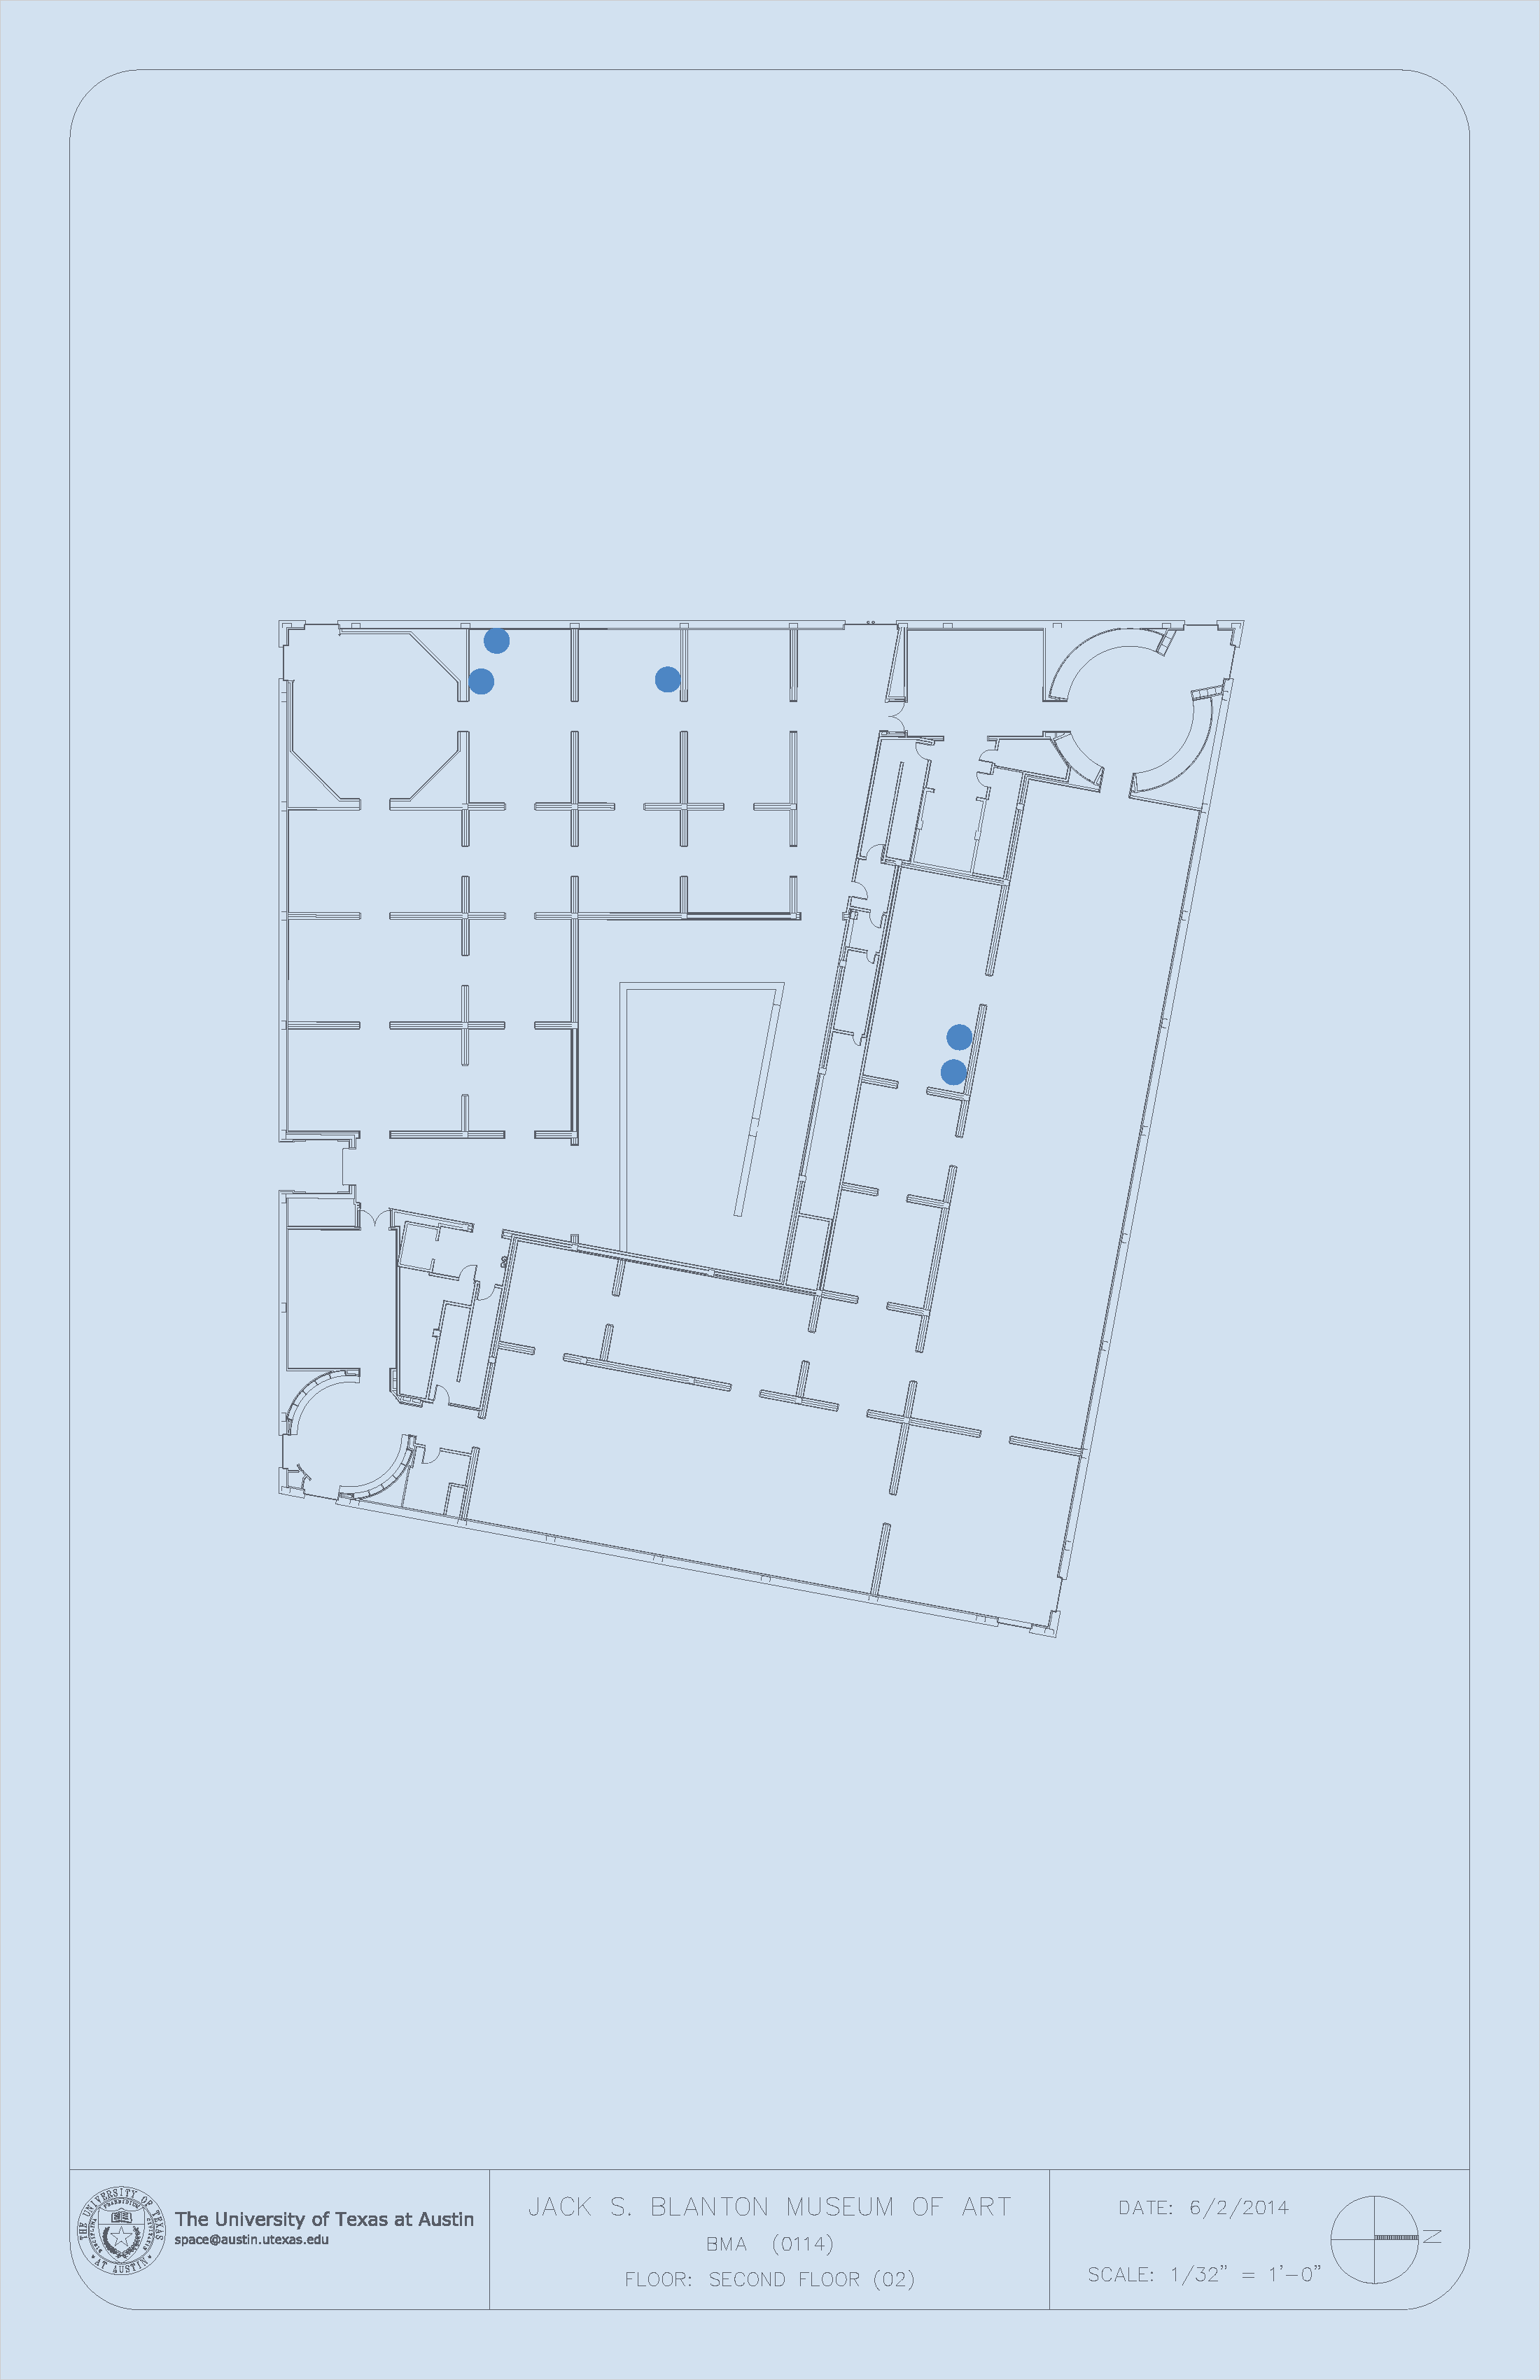 THE UNIVERSITY OF TEXAS
AT AUSTIN
The University of Texas at Austin
space@austin.utexas.edu
JACK S. BLANTON MUSEUM OF ART
BMA (0114)
FLOOR: SECOND FLOOR (02)
DATE: 6/2/2014
SCALE: 1/32" = 1'-0"
N